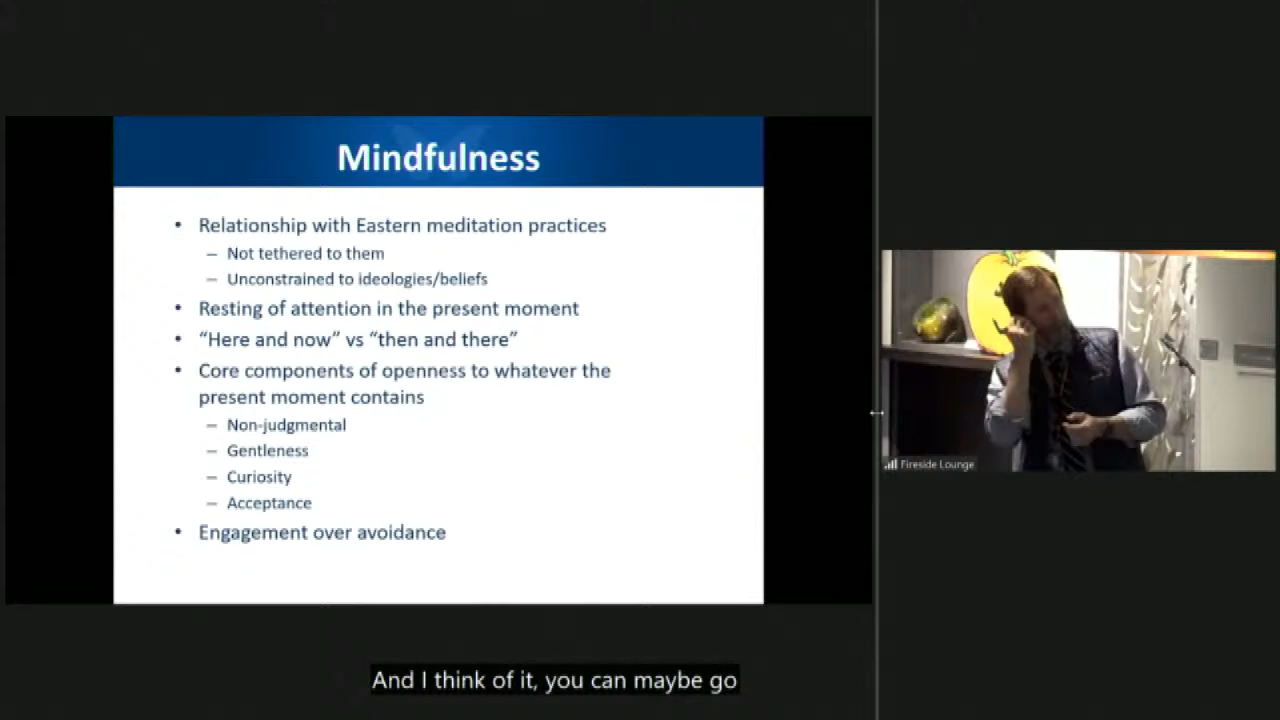 Mindfulness
• Relationship with Eastern meditation practices
– Not tethered to them
– Unconstrained to ideologies/beliefs
• Resting of attention in the present moment
• “Here and now” vs “then and there”
• Core components of openness to whatever the
present moment contains
– Non-judgmental
– Gentleness
– Curiosity
– Acceptance
• Engagement over avoidance
Fireside Lounge
And I think of it, you can maybe go